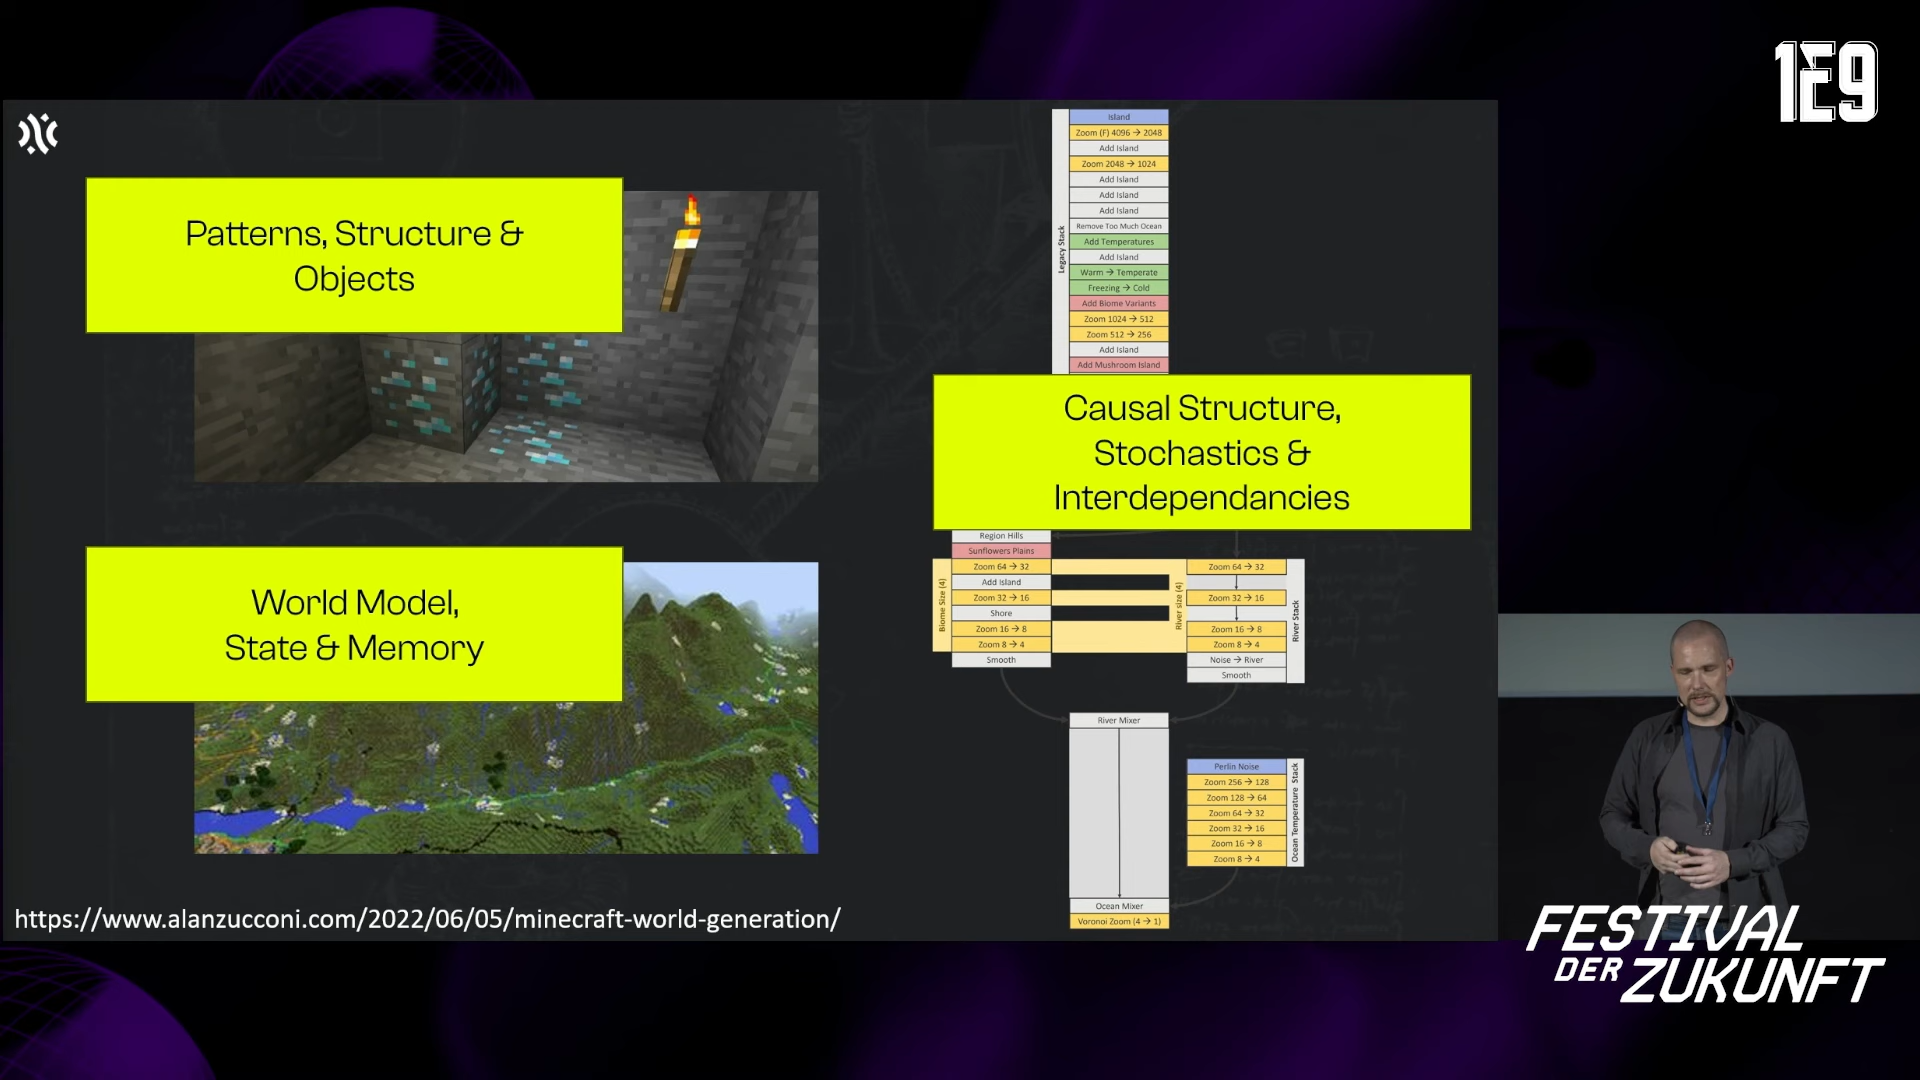 1E9
Patterns, Structure &
Objects
World Model,
State & Memory
https://www.alanzucconi.com/2022/06/05/minecraft-world-generation/
Legacy Stack
Island
Zoom (F) 4096 → 2048
Add Island
Zoom 2048 → 1024
Add Island
Add Island
Add Island
Remove Too Much Ocean
Add Temperatures
Add Island
Warm → Temperate
Freezing → Cold
Add Biome Variants
Zoom 1024 → 512
Zoom 512 → 256
Add Island
Add Mushroom Island
Causal Structure,
Stochastics &
Interdependancies
Region Hills
Sunflowers Plains
Biome Size (4)
Zoom 64 → 32
Add Island
Zoom 32 → 16
Shore
Zoom 16 → 8
Zoom 8 → 4
Smooth
River size (4)
Zoom 64 → 32
Zoom 32 → 16
Zoom 16 → 8
Zoom 8 → 4
Noise → River
Smooth
River Stack
River Mixer
Perlin Noise
Zoom 256 → 128
Zoom 128 → 64
Zoom 64 → 32
Zoom 32 → 16
Zoom 16 → 8
Zoom 8 → 4
Ocean Temperature Stack
Ocean Mixer
Voronoi Zoom (4 → 1)
FESTIVAL
DER ZUKUNFT